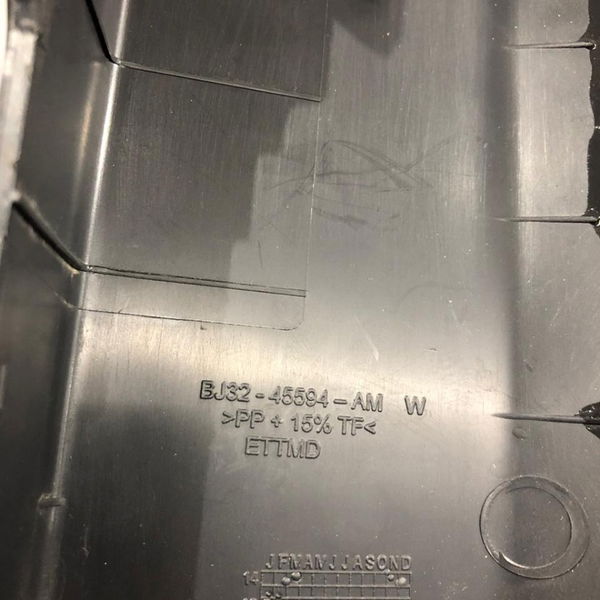 BJ32-45594-AM W
>PP + 15% TF<
ETTMD
JFMAMJJASOND
14